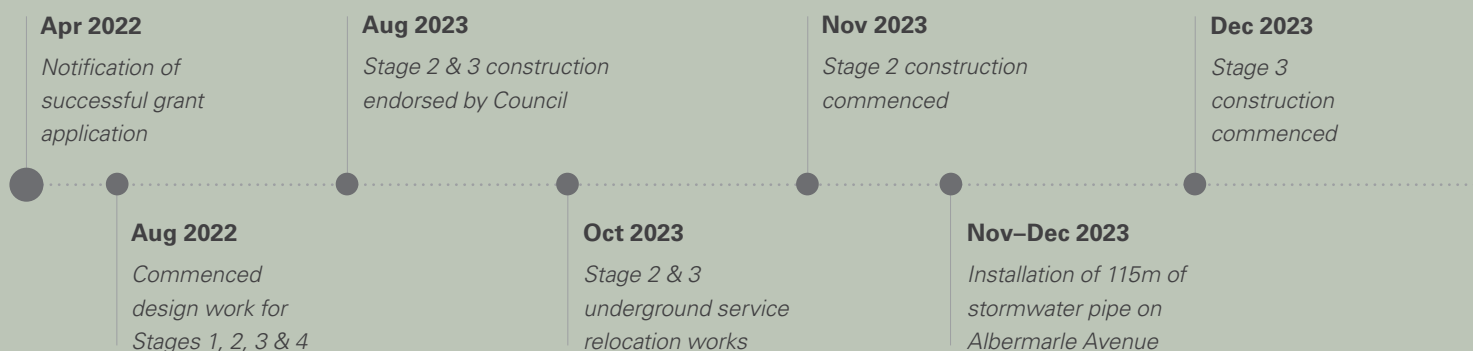 Apr 2022
Notification of
successful grant
application
Aug 2022
Commenced
design work for
Stages 1, 2, 3 & 4
Aug 2023
Stage 2 & 3 construction
endorsed by Council
Oct 2023
Stage 2 & 3
underground service
relocation works
Nov 2023
Stage 2 construction
commenced
Nov–Dec 2023
Installation of 115m of
stormwater pipe on
Albermarle Avenue
Dec 2023
Stage 3
construction
commenced